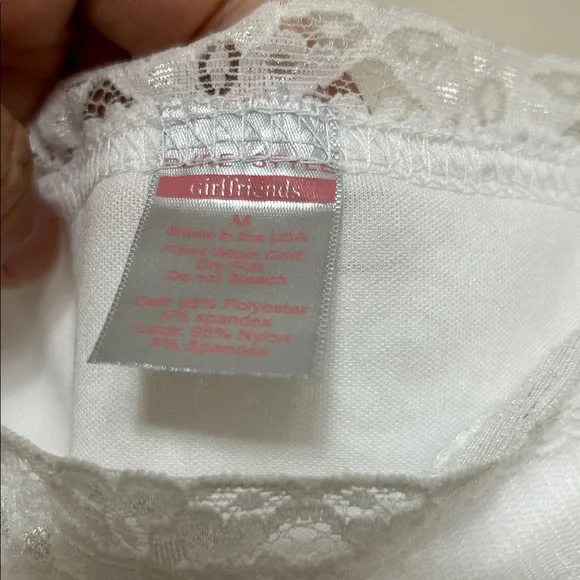 girlfriends
M
Made in the USA
Hand Wash Cold
Dry Flat
Do not Bleach
Self: 95% Polyester
5% spandex
Lace: 95% Nylon
5% Spandex